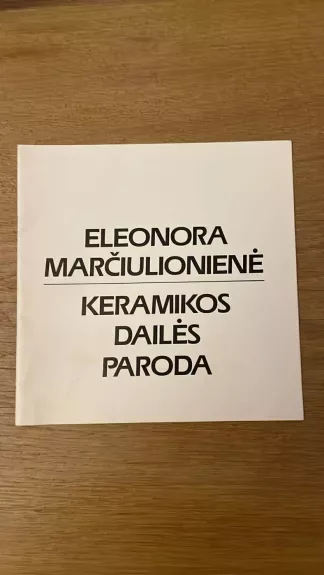 ELEONORA
MARČIULIONIENĖ
KERAMIKOS
DAILĖS
PARODA